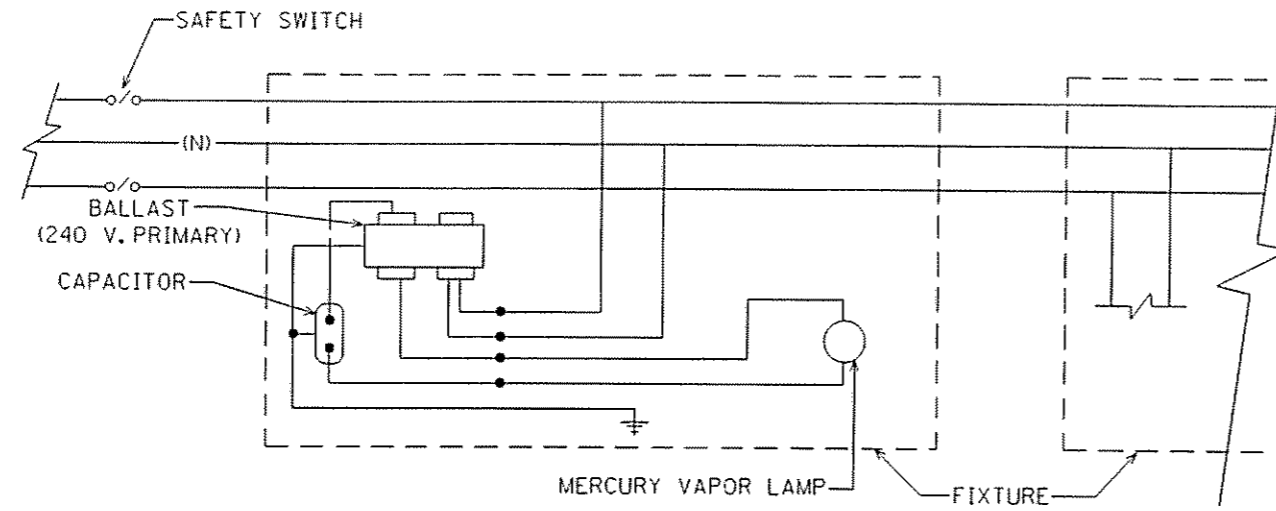 SAFETY SWITCH
(N)
BALLAST
(240 V. PRIMARY)
CAPACITOR
MERCURY VAPOR LAMP
FIXTURE